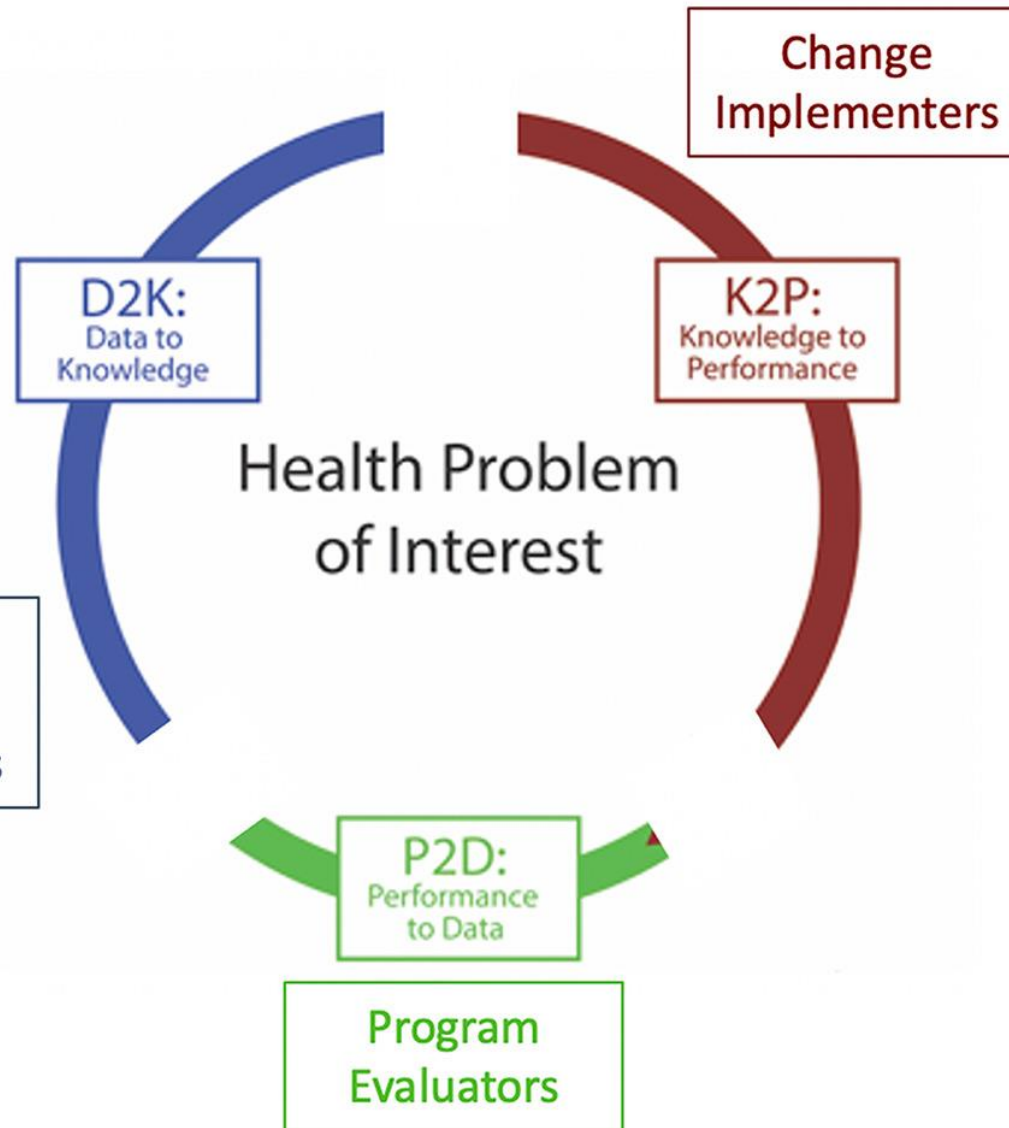 Change
Implementers
D2K:
Data to
Knowledge
K2P:
Knowledge to
Performance
Health Problem
of Interest
P2D:
Performance
to Data
Program
Evaluators